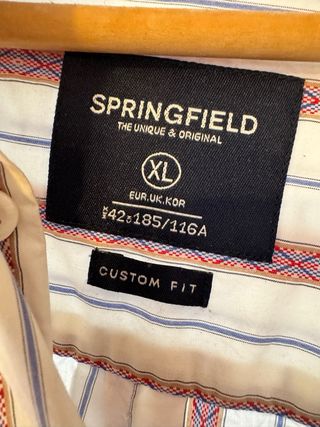 SPRINGFIELD
THE UNIQUE & ORIGINAL
XL
EUR.UK.KOR
42 185/116A
CUSTOM FIT